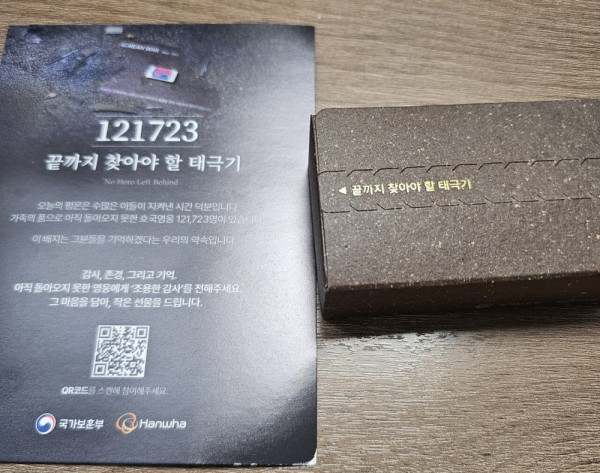 KOREAN WAR
121723
끝까지 찾아야 할 태극기
No Hero Left Behind
오늘의 평온은 수많은 이들이 지켜낸 시간 덕분입니다.
가족의 품으로 아직 돌아오지 못한 호국영웅 121,723명이 있습니다.
이 배지는 그분들을 기억하겠다는 우리의 약속입니다.
감사, 존경, 그리고 기억.
아직 돌아오지 못한 영웅에게 '조용한 감사'를 전해주세요.
그 마음을 담아, 작은 선물을 드립니다.
QR코드를 스캔해 참여해주세요.
국가보훈부 Hanwha
◀ 끝까지 찾아야 할 태극기